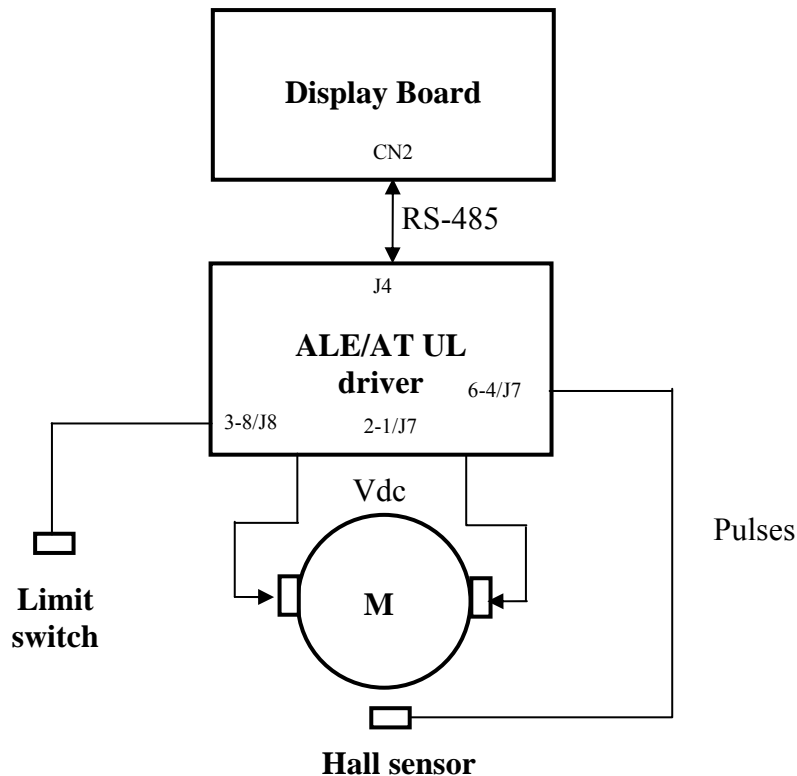 Display Board
CN2
RS-485
J4
ALE/AT UL
driver
6-4/J7
3-8/J8
2-1/J7
Vdc
Pulses
M
Limit
switch
Hall sensor